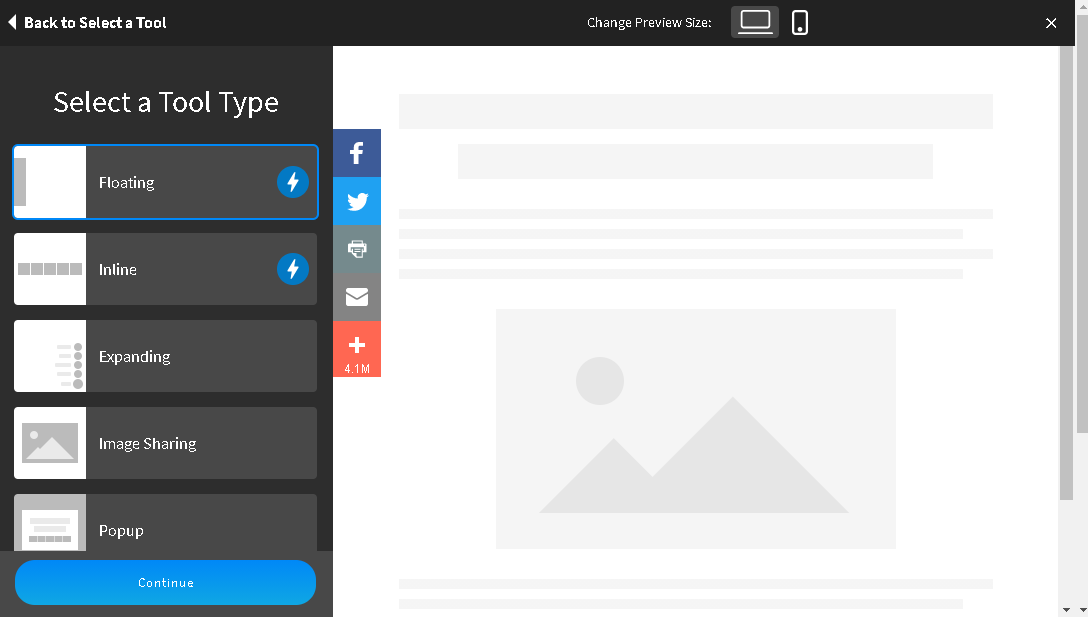 Back to Select a Tool
Change Preview Size:
Select a Tool Type
Floating
Inline
Expanding
Image Sharing
Popup
Continue
4.1M